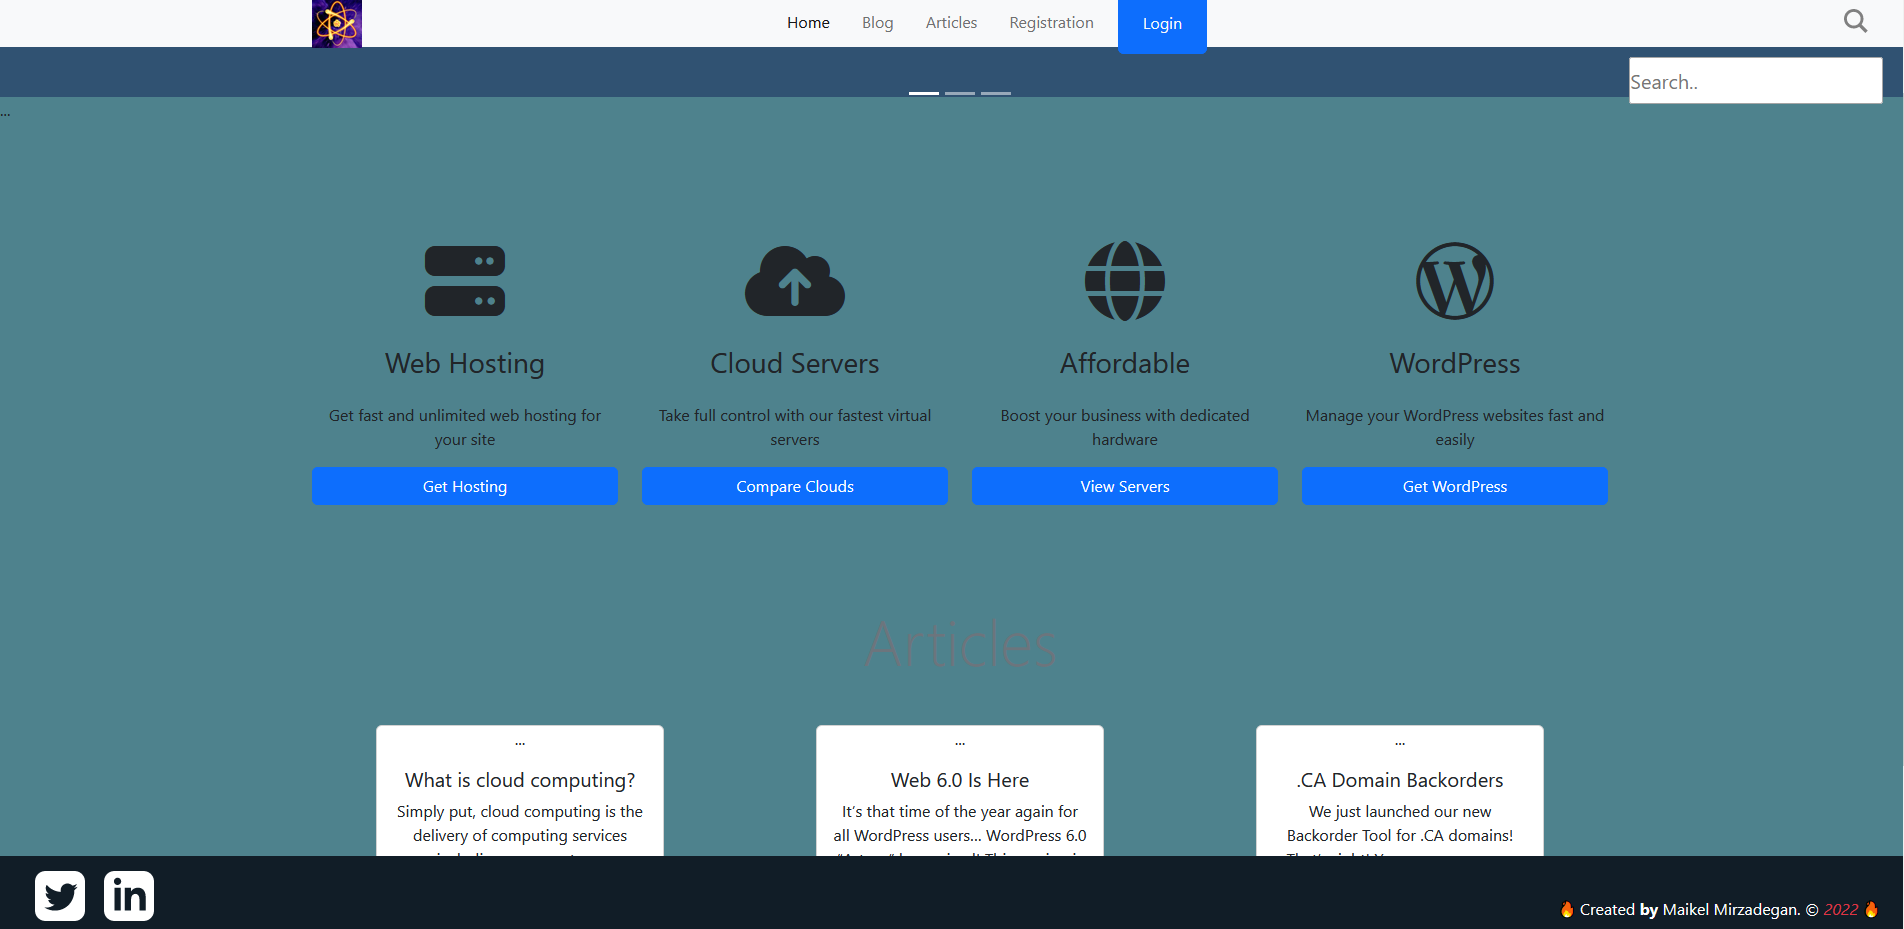 Home Blog Articles Registration Login
Search..
...
Web Hosting
Get fast and unlimited web hosting for
your site
Get Hosting
Cloud Servers
Take full control with our fastest virtual
servers
Compare Clouds
Affordable
Boost your business with dedicated
hardware
View Servers
WordPress
Manage your WordPress websites fast and
easily
Get WordPress
Articles
...
What is cloud computing?
Simply put, cloud computing is the
delivery of computing services
...
Web 6.0 Is Here
It's that time of the year again for
all WordPress users... WordPress 6.0
...
.CA Domain Backorders
We just launched our new
Backorder Tool for .CA domains!
in
🔥 Created by Maikel Mirzadegan. © 2022 🔥